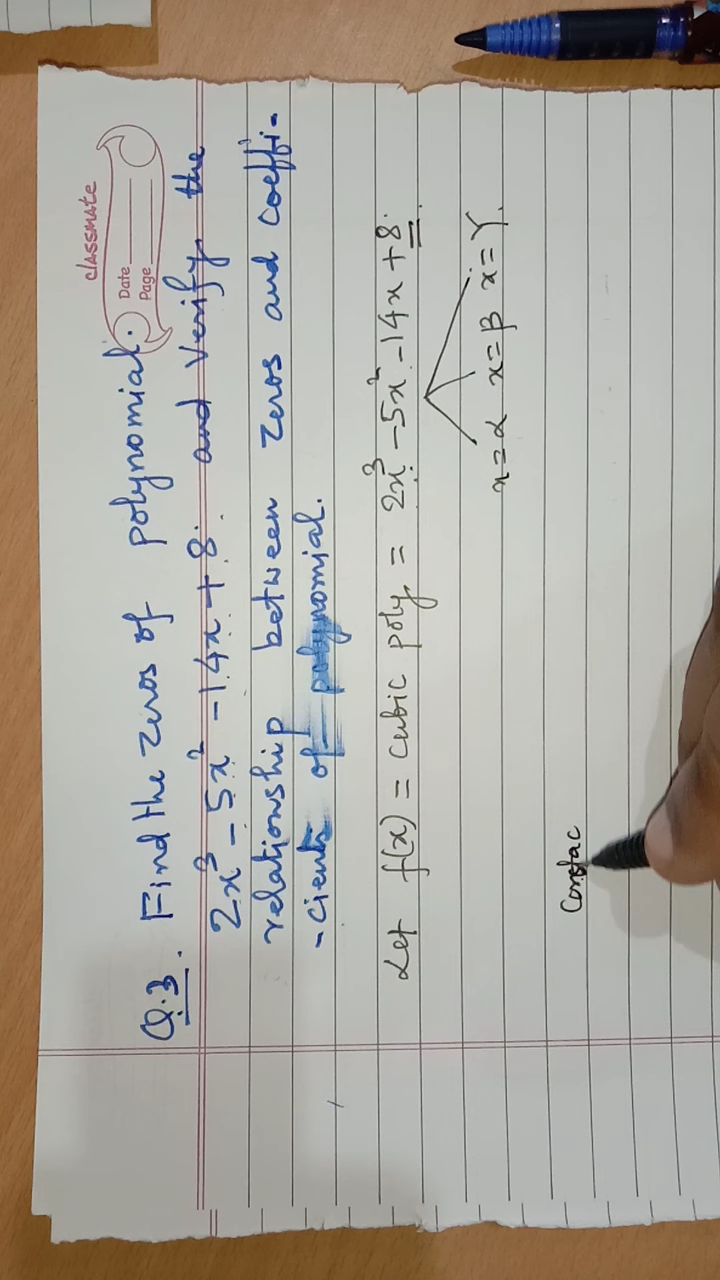 classmate
Date
Page
Q.3. Find the zeros of polynomial.
2x³ - 5x² - 14x + 8. and verify the
relationship between zeros and coeffi-
-cients of polynomial.
Let f(x) = cubic poly. = 2x³ - 5x² - 14x + 8.
x=α x=β x=γ.